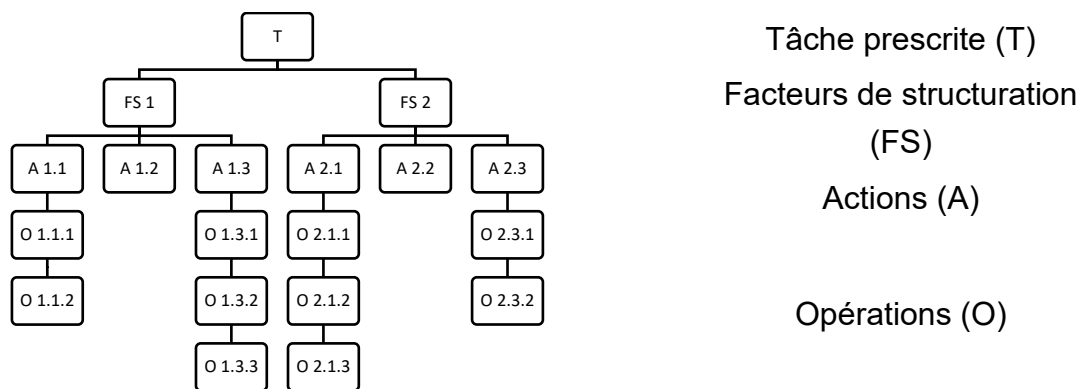 T
Tâche prescrite (T)
FS 1
FS 2
Facteurs de structuration
(FS)
A 1.1
A 1.2
A 1.3
A 2.1
A 2.2
A 2.3
Actions (A)
O 1.1.1
O 1.3.1
O 2.1.1
O 2.3.1
O 1.1.2
O 1.3.2
O 2.1.2
O 2.3.2
Opérations (O)
O 1.3.3
O 2.1.3